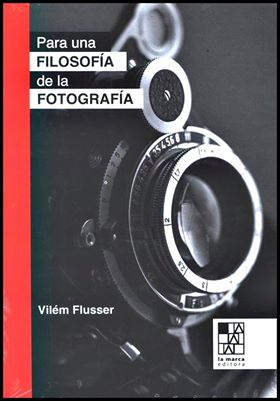 Para una
FILOSOFÍA
de la
FOTOGRAFÍA
Vilém Flusser
la marca
editora